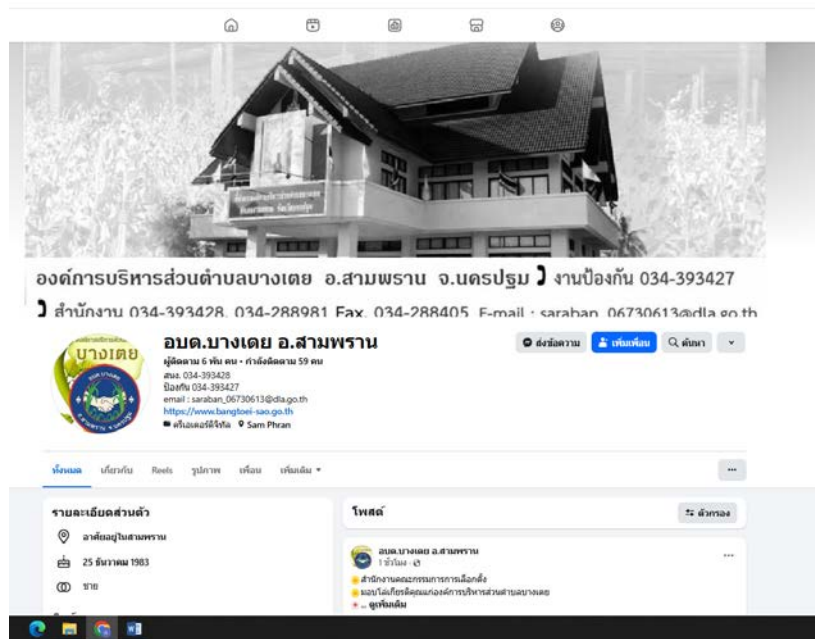 องค์การบริหารส่วนตำบลบางเตย อ.สามพราน จ.นครปฐม งานป้องกัน 034-393427
สำนักงาน 034-393428, 034-288981 Fax. 034-288405 E-mail : saraban_06730613@dla.go.th
บางเตย
อบต.บางเตย อ.สามพราน
ผู้ติดตาม 6 พัน คน • กำลังติดตาม 59 คน
สนง. 034-393428
ป้องกัน 034-393427
email : saraban_06730613@dla.go.th
https://www.bangtoei-sao.go.th
ครีเอเตอร์ดิจิทัล Sam Phran
ส่งข้อความ
เพิ่มเพื่อน
ค้นหา
ทั้งหมด เกี่ยวกับ Reels รูปภาพ เพื่อน เพิ่มเติม
รายละเอียดส่วนตัว
อาศัยอยู่ในสามพราน
25 ธันวาคม 1983
ชาย
โพสต์
ตัวกรอง
อบต.บางเตย อ.สามพราน
1 ชั่วโมง
สำนักงานคณะกรรมการการเลือกตั้ง
มอบโล่เกียรติคุณแก่องค์การบริหารส่วนตำบลบางเตย
... ดูเพิ่มเติม